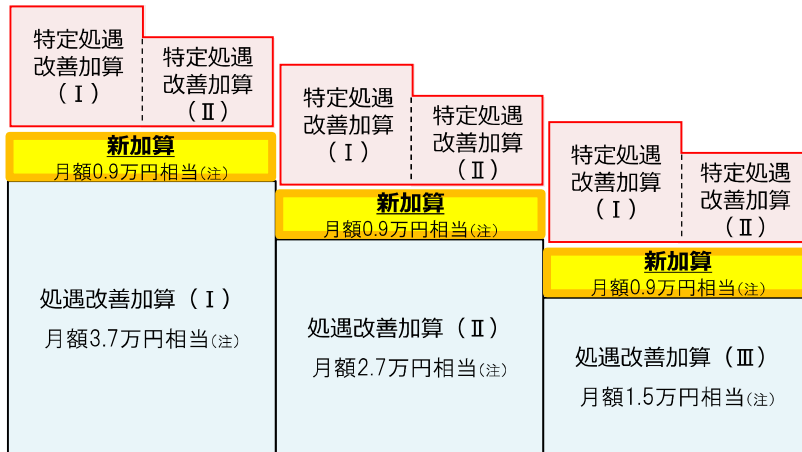 特定処遇
改善加算
（Ⅰ）
特定処遇
改善加算
（Ⅱ）
新加算
月額0.9万円相当(注)
処遇改善加算（Ⅰ）
月額3.7万円相当(注)
特定処遇
改善加算
（Ⅰ）
特定処遇
改善加算
（Ⅱ）
新加算
月額0.9万円相当(注)
処遇改善加算（Ⅱ）
月額2.7万円相当(注)
特定処遇
改善加算
（Ⅰ）
特定処遇
改善加算
（Ⅱ）
新加算
月額0.9万円相当(注)
処遇改善加算（Ⅲ）
月額1.5万円相当(注)